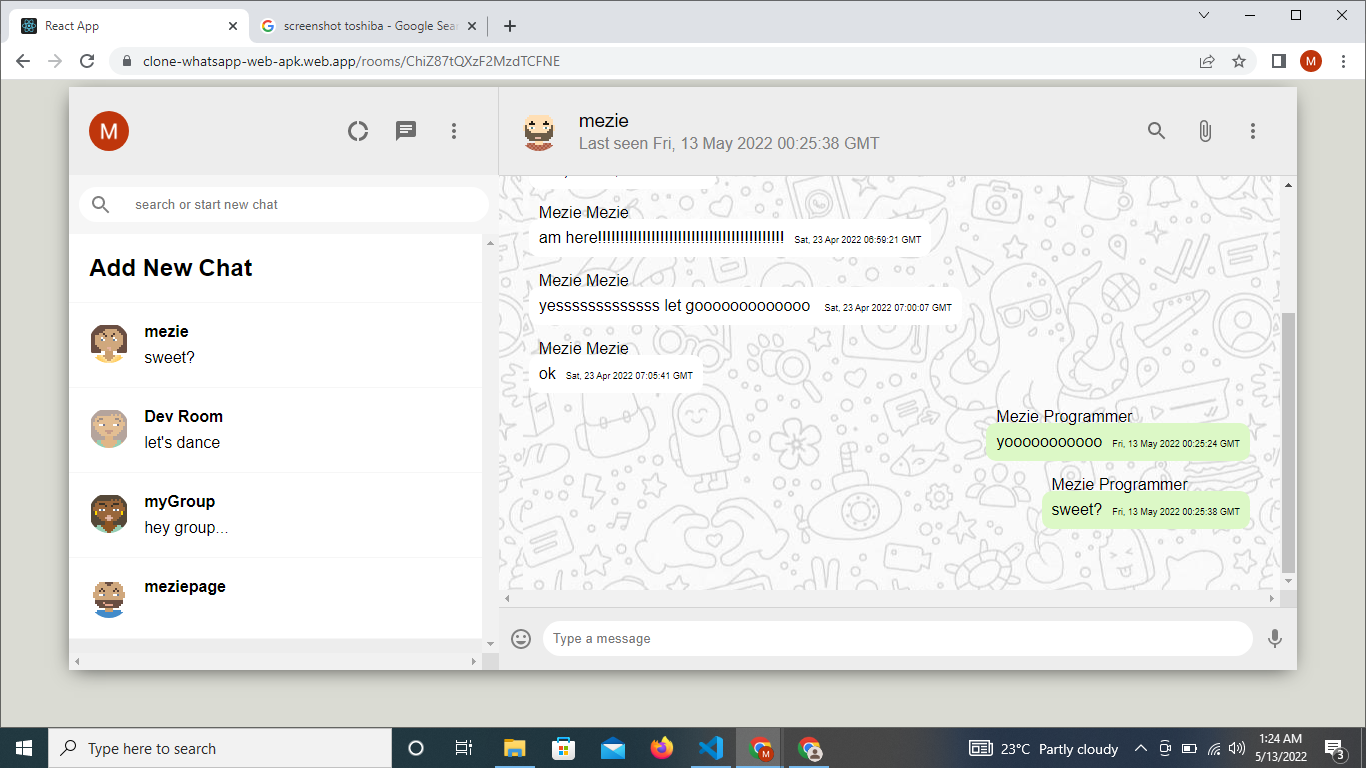 React App
screenshot toshiba - Google Sear
clone-whatsapp-web-apk.web.app/rooms/ChiZ87tQXzF2MzdTCFNE
M
M
search or start new chat
Add New Chat
mezie
sweet?
Dev Room
let's dance
myGroup
hey group...
meziepage
mezie
Last seen Fri, 13 May 2022 00:25:38 GMT
Mezie Mezie
am here!!!!!!!!!!!!!!!!!!!!!!!!!!!!!!!!!!!!!!!!!! Sat, 23 Apr 2022 06:59:21 GMT
Mezie Mezie
yesssssssssssss let gooooooooooooo Sat, 23 Apr 2022 07:00:07 GMT
Mezie Mezie
ok Sat, 23 Apr 2022 07:05:41 GMT
Mezie Programmer
yooooooooooo Fri, 13 May 2022 00:25:24 GMT
Mezie Programmer
sweet? Fri, 13 May 2022 00:25:38 GMT
Type a message
Type here to search
M
23°C Partly cloudy
1:24 AM
5/13/2022
3